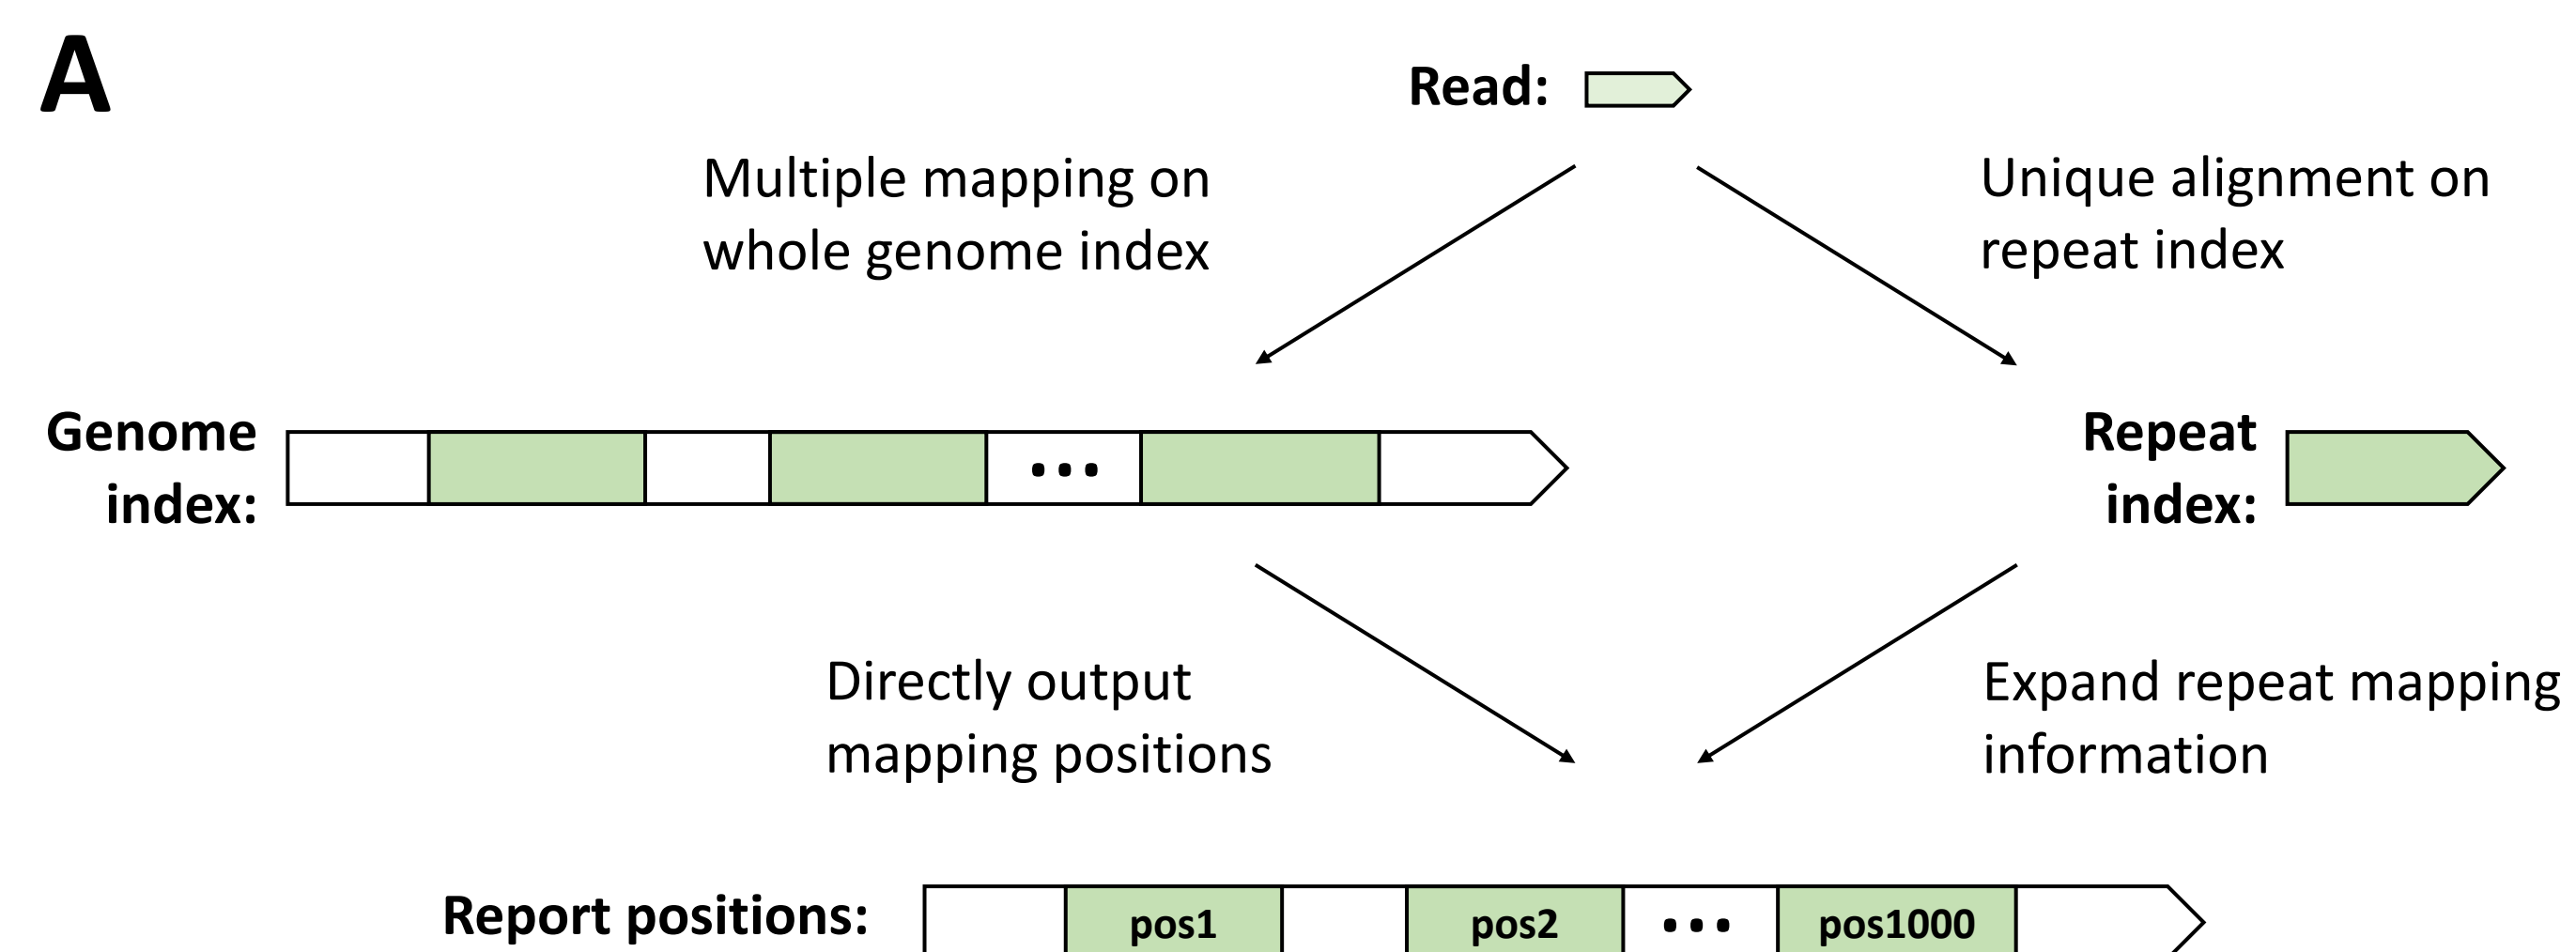 A
Read:
Multiple mapping on
whole genome index
Unique alignment on
repeat index
Genome
index:
...
Repeat
index:
Directly output
mapping positions
Expand repeat mapping
information
Report positions:
pos1
pos2
...
pos1000